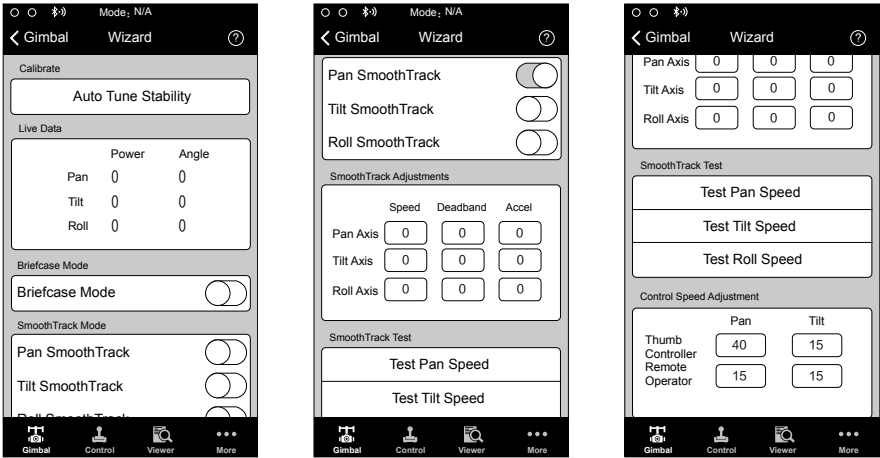 Mode: N/A
Gimbal Wizard ?
Calibrate
Auto Tune Stability
Live Data
Power Angle
Pan 0 0
Tilt 0 0
Roll 0 0
Briefcase Mode
Briefcase Mode
SmoothTrack Mode
Pan SmoothTrack
Tilt SmoothTrack
Roll SmoothTrack
Gimbal Control Viewer More
Mode: N/A
Gimbal Wizard ?
Pan SmoothTrack
Tilt SmoothTrack
Roll SmoothTrack
SmoothTrack Adjustments
Speed Deadband Accel
Pan Axis 0 0 0
Tilt Axis 0 0 0
Roll Axis 0 0 0
SmoothTrack Test
Test Pan Speed
Test Tilt Speed
Gimbal Control Viewer More
Gimbal Wizard ?
Pan Axis 0 0 0
Tilt Axis 0 0 0
Roll Axis 0 0 0
SmoothTrack Test
Test Pan Speed
Test Tilt Speed
Test Roll Speed
Control Speed Adjustment
Pan Tilt
Thumb
Controller 40 15
Remote
Operator 15 15
Gimbal Control Viewer More